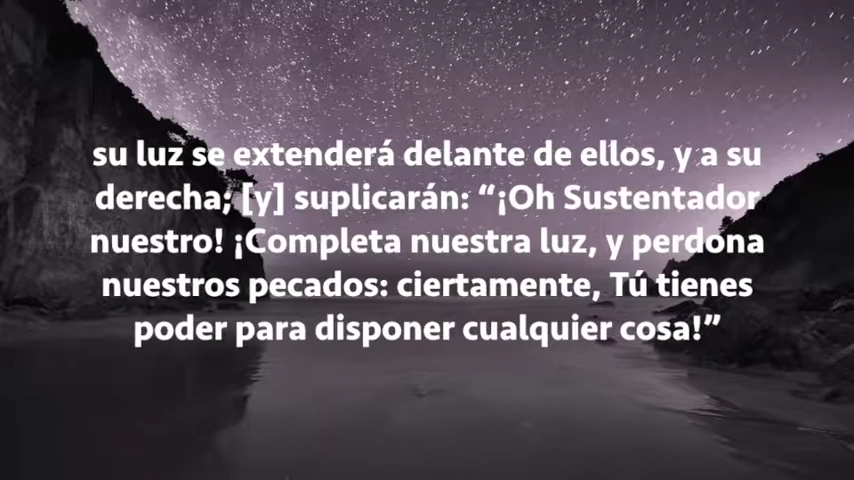 su luz se extenderá delante de ellos, y a su
derecha; [y] suplicarán: “¡Oh Sustentador
nuestro! ¡Completa nuestra luz, y perdona
nuestros pecados: ciertamente, Tú tienes
poder para disponer cualquier cosa!”